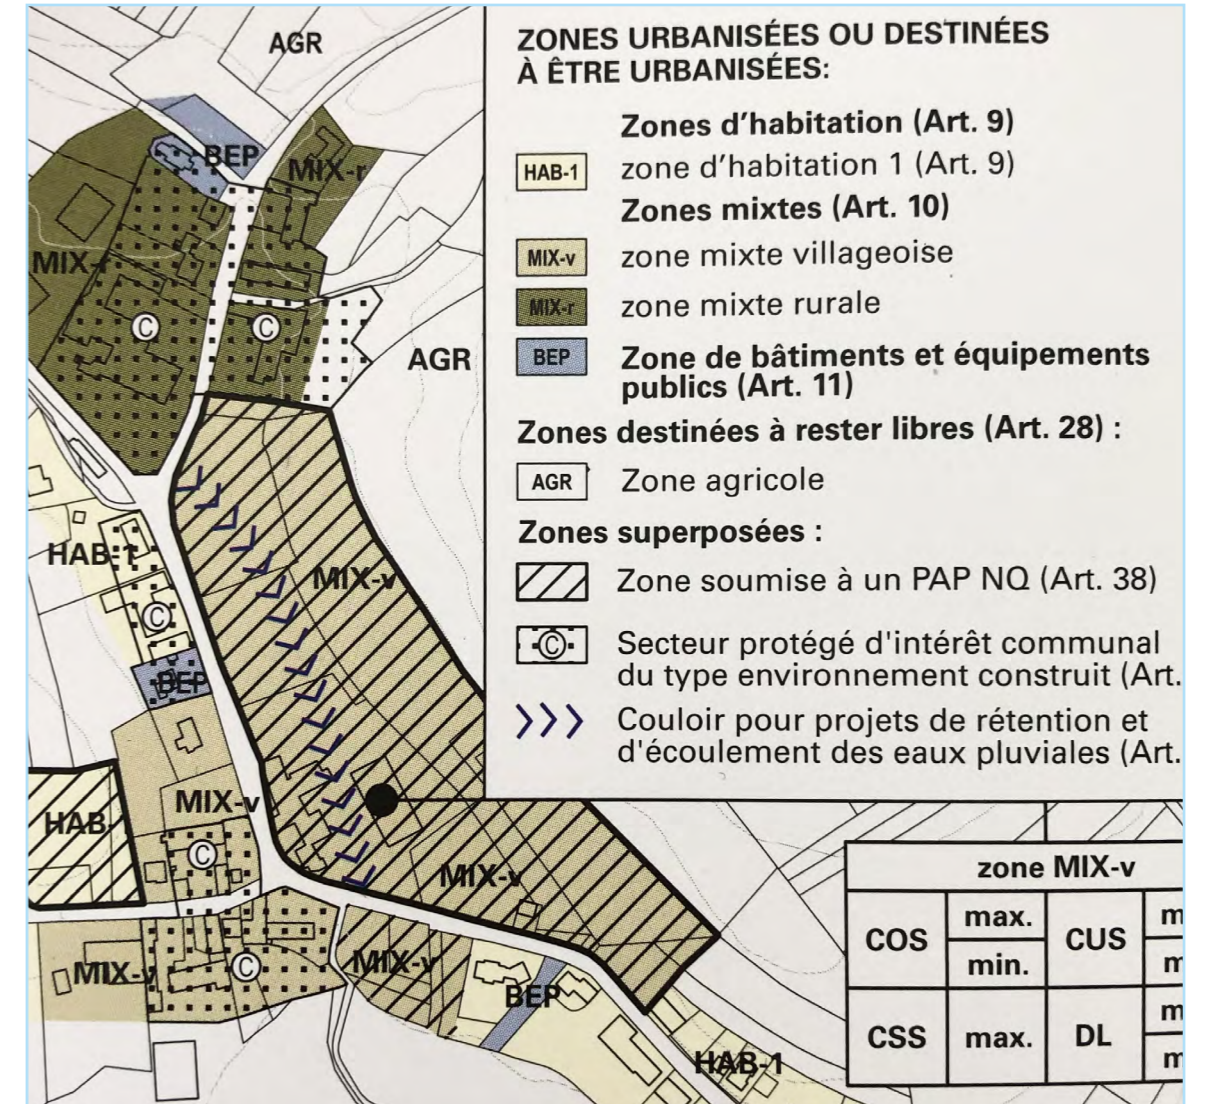 ZONES URBANISÉES OU DESTINÉES
À ÊTRE URBANISÉES:
Zones d'habitation (Art. 9)
HAB-1 zone d'habitation 1 (Art. 9)
Zones mixtes (Art. 10)
MIX-v zone mixte villageoise
MIX-r zone mixte rurale
BEP Zone de bâtiments et équipements
publics (Art. 11)
Zones destinées à rester libres (Art. 28) :
AGR Zone agricole
Zones superposées :
Zone soumise à un PAP NQ (Art. 38)
C Secteur protégé d'intérêt communal
du type environnement construit (Art.
Couloir pour projets de rétention et
d'écoulement des eaux pluviales (Art.
AGR
BEP
MIX-r
MIX-r
C
C
AGR
HAB-1
MIX-v
C
BEP
MIX-v
HAB-
C
MIX-v
MIX-v
C
MIX-v
BEP
HAB-1
zone MIX-v
COS max. CUS m
min. m
CSS max. DL m
m